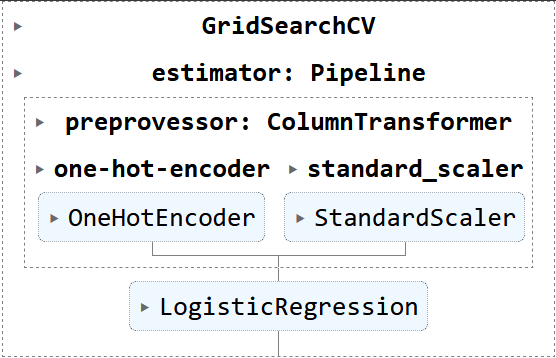 GridSearchCV
estimator: Pipeline
preprovessor: ColumnTransformer
one-hot-encoder standard_scaler
OneHotEncoder StandardScaler
LogisticRegression